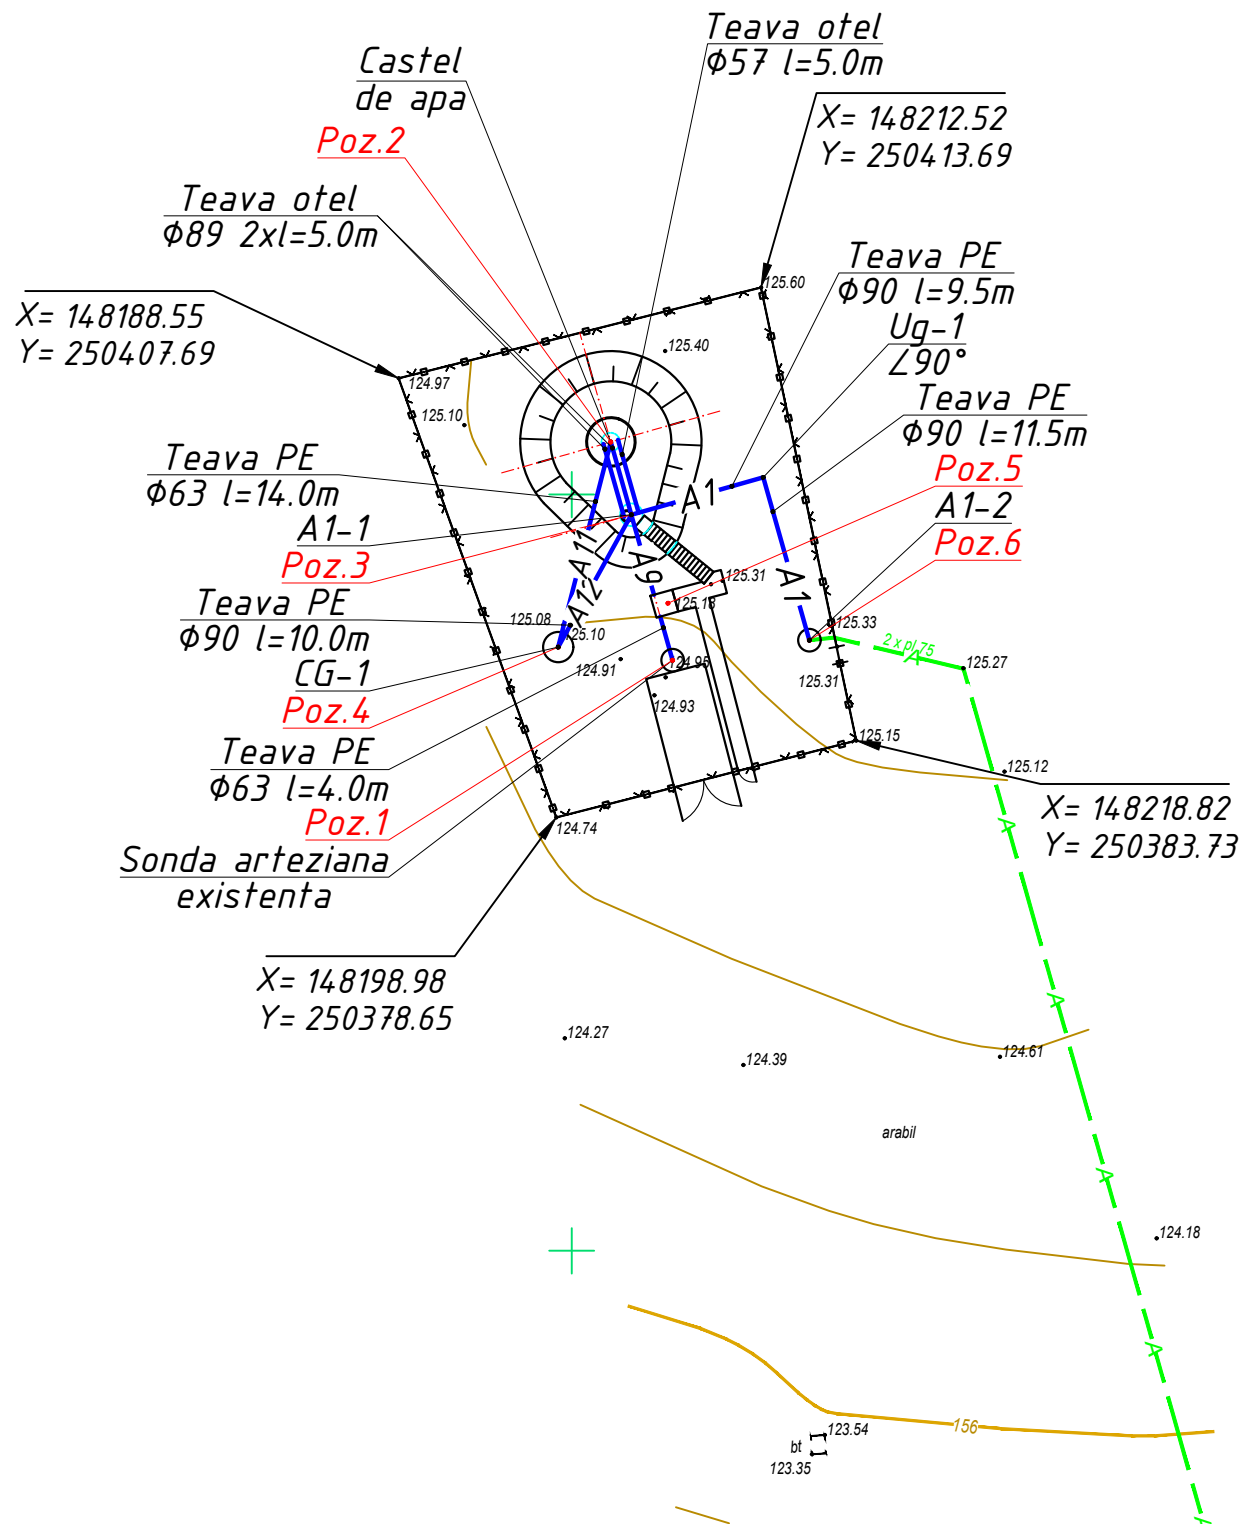 Teava otel
Φ57 l=5.0m
Castel
de apa
X= 148212.52
Y= 250413.69
Poz.2
Teava otel
Φ89 2xl=5.0m
Teava PE
Φ90 l=9.5m
125.60
X= 148188.55
Y= 250407.69
Ug-1
∠90°
125.40
124.97
125.10
Teava PE
Φ90 l=11.5m
Teava PE
Φ63 l=14.0m
Poz.5
A1
A1-2
A1-1
Poz.6
Poz.3
A11
A9
A12
A1
125.31
125.18
Teava PE
Φ90 l=10.0m
125.08
125.10
125.33
2 x pl 75
A
124.91
124.95
125.27
CG-1
125.31
Poz.4
124.93
125.15
Teava PE
Φ63 l=4.0m
125.12
X= 148218.82
Y= 250383.73
Poz.1
124.74
A
Sonda arteziana
existenta
X= 148198.98
Y= 250378.65
A
124.27
124.39
124.61
arabil
A
124.18
A
156
123.54
bt
123.35
A